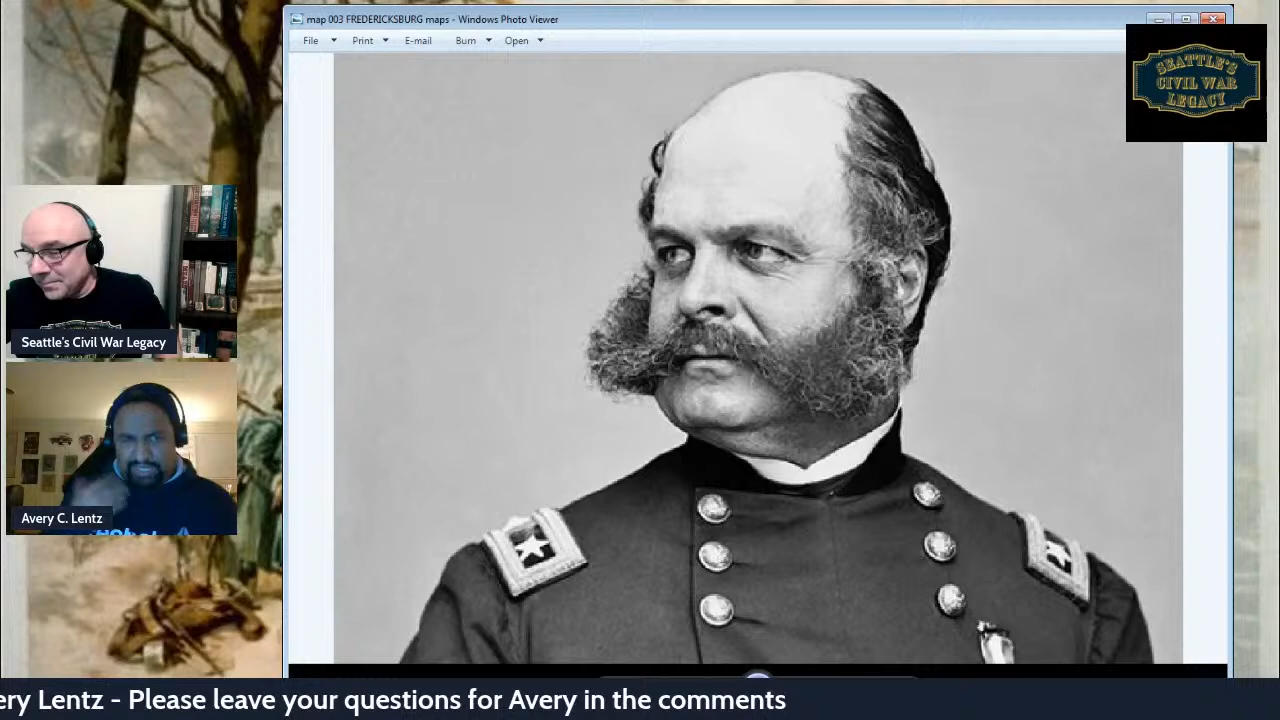 map 003 FREDERICKSBURG maps - Windows Photo Viewer
File Print E-mail Burn Open
SEATTLE'S
CIVIL WAR
LEGACY
Seattle's Civil War Legacy
Avery C. Lentz
ery Lentz - Please leave your questions for Avery in the comments